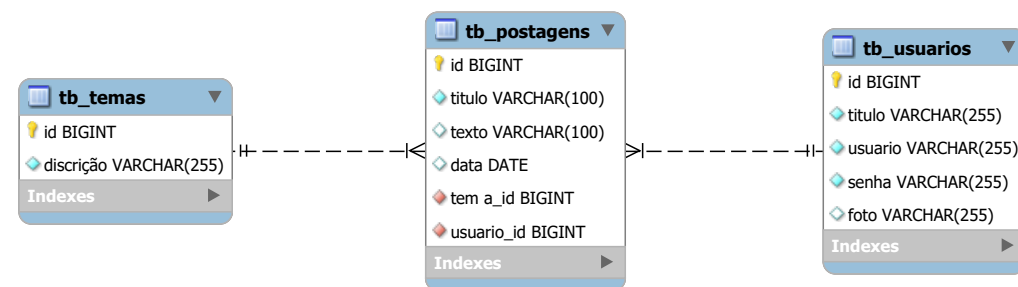 tb_temas
id BIGINT
discrição VARCHAR(255)
Indexes
tb_postagens
id BIGINT
titulo VARCHAR(100)
texto VARCHAR(100)
data DATE
tem a_id BIGINT
usuario_id BIGINT
Indexes
tb_usuarios
id BIGINT
titulo VARCHAR(255)
usuario VARCHAR(255)
senha VARCHAR(255)
foto VARCHAR(255)
Indexes